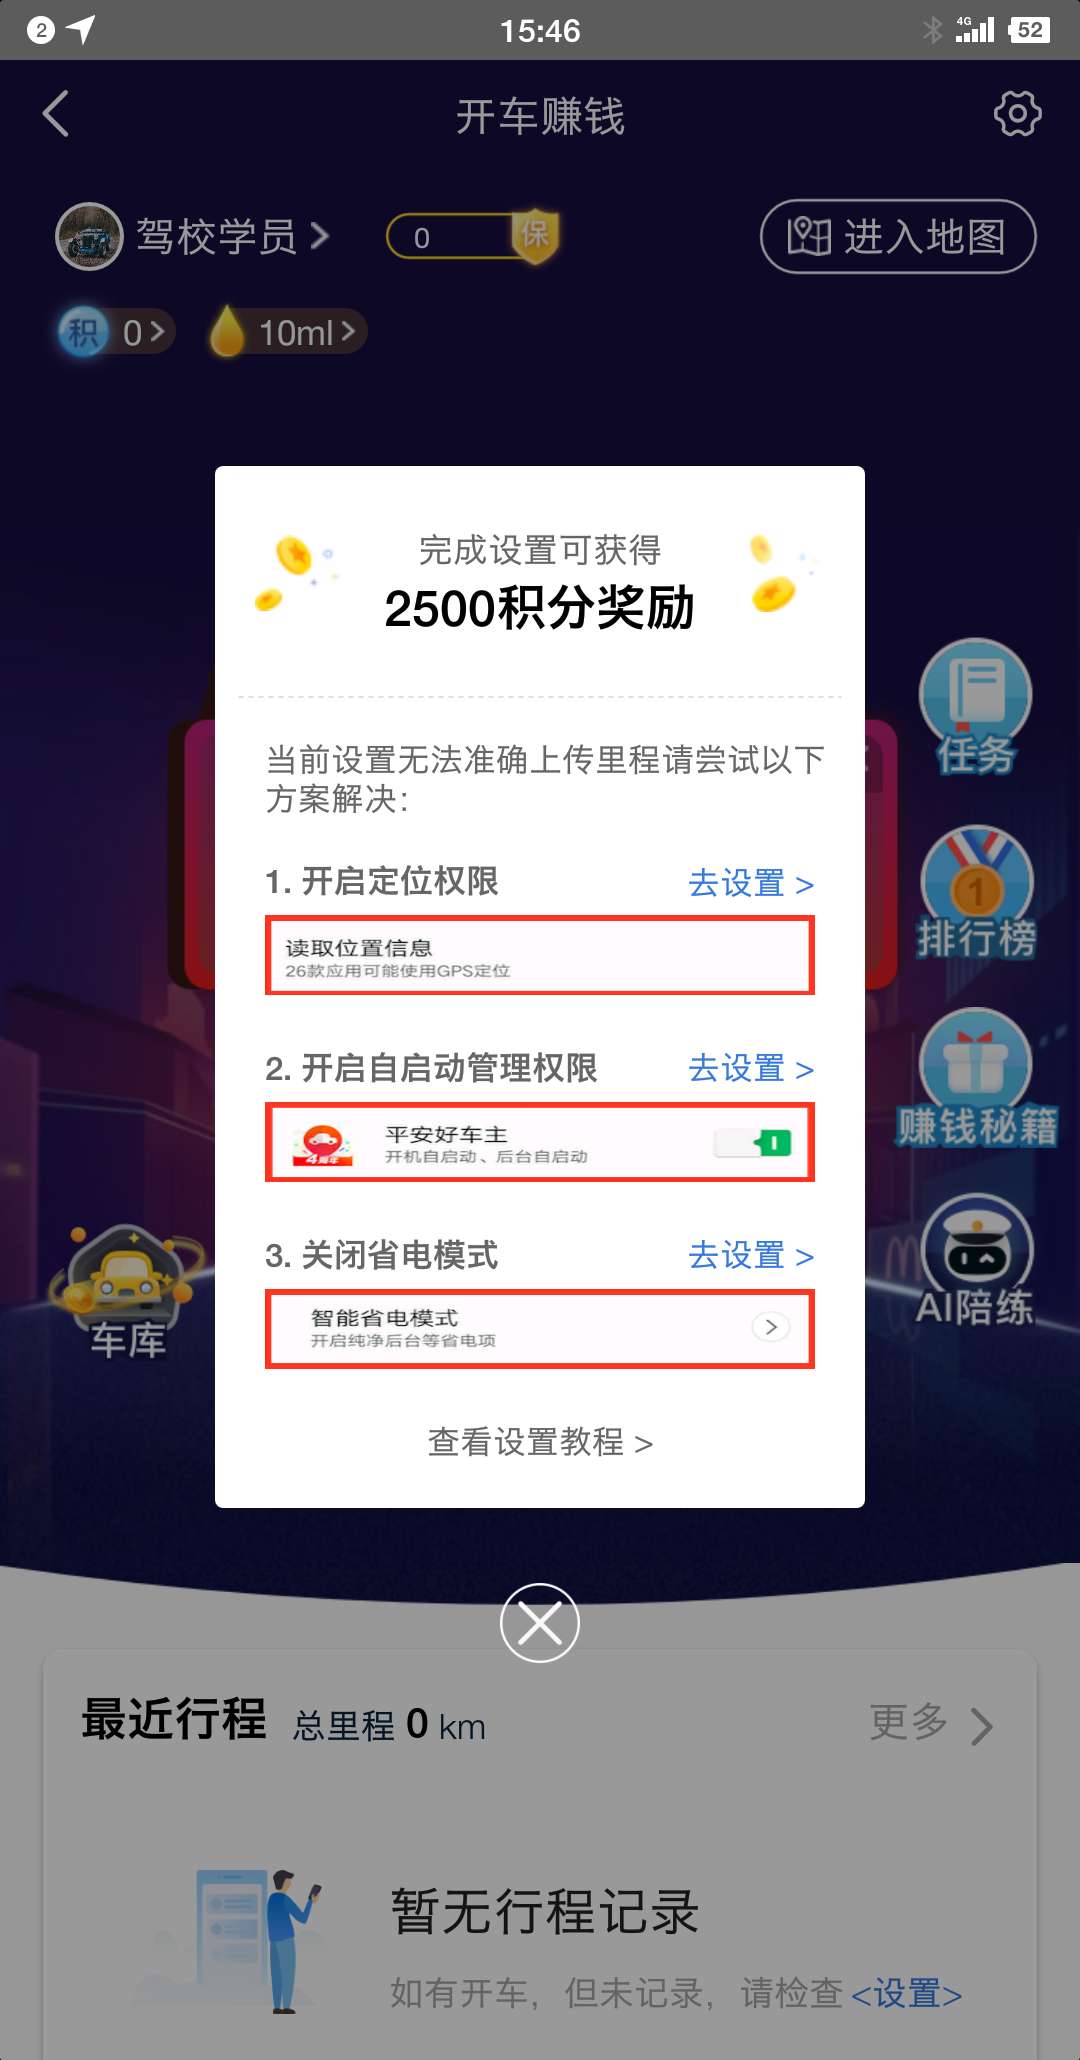 2
15:46
4G
52
开车赚钱
驾校学员
0
保
进入地图
积 0
10ml
完成设置可获得
2500积分奖励
当前设置无法准确上传里程请尝试以下
方案解决:
1. 开启定位权限
去设置 >
读取位置信息
26款应用可能使用GPS定位
2. 开启自启动管理权限
去设置 >
平安好车主
开机自启动、后台自启动
4周年
3. 关闭省电模式
去设置 >
智能省电模式
开启纯净后台等省电项
查看设置教程 >
任务
1
排行榜
赚钱秘籍
AI陪练
车库
最近行程
总里程 0 km
更多
暂无行程记录
如有开车，但未记录，请检查<设置>